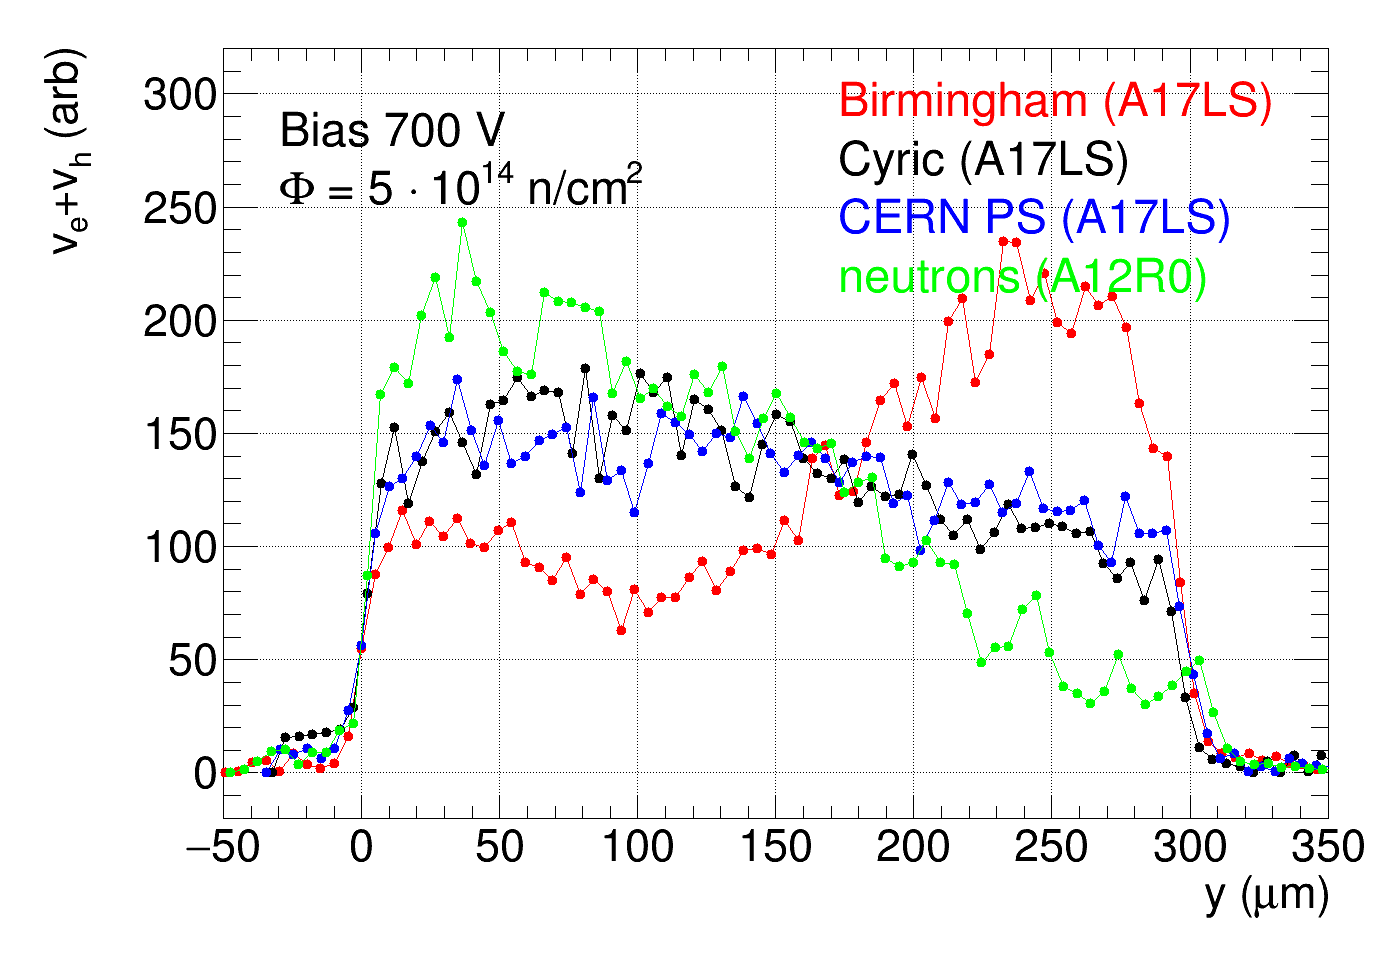 v_e+v_h (arb)
300
250
200
150
100
50
0
Bias 700 V
Φ = 5 · 10^14 n/cm^2
Birmingham (A17LS)
Cyric (A17LS)
CERN PS (A17LS)
neutrons (A12R0)
−50 0 50 100 150 200 250 300 350
y (μm)